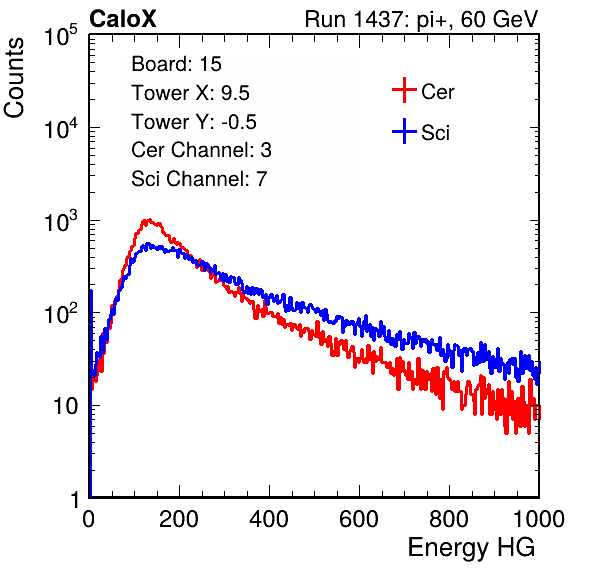 CaloX Run 1437: pi+, 60 GeV
Counts
10^5
10^4
10^3
10^2
10
1
Board: 15
Tower X: 9.5
Tower Y: -0.5
Cer Channel: 3
Sci Channel: 7
Cer
Sci
0 200 400 600 800 1000
Energy HG